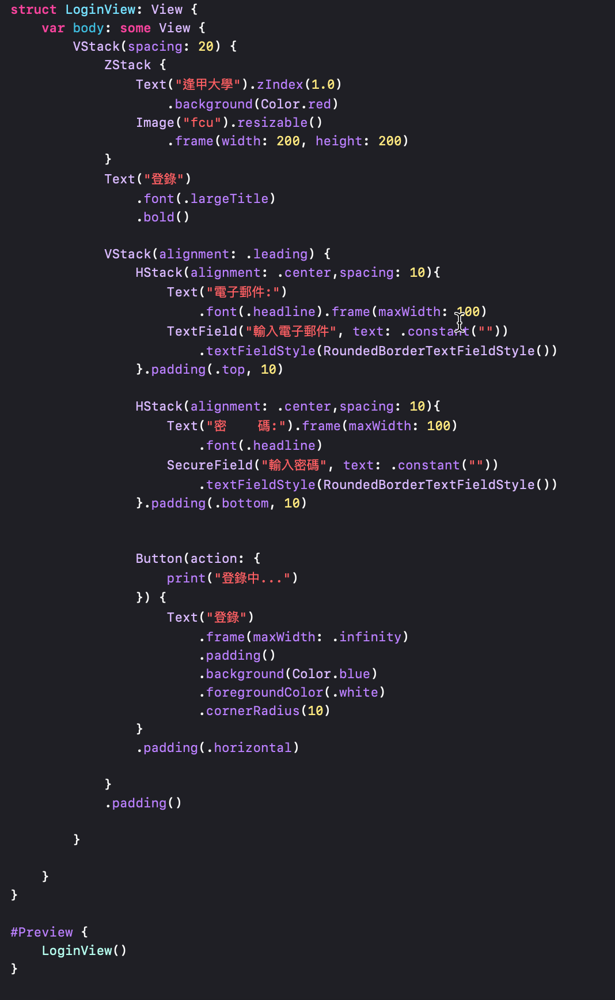 struct LoginView: View {
    var body: some View {
        VStack(spacing: 20) {
            ZStack {
                Text("逢甲大學").zIndex(1.0)
                    .background(Color.red)
                Image("fcu").resizable()
                    .frame(width: 200, height: 200)
            }
            Text("登錄")
                .font(.largeTitle)
                .bold()

            VStack(alignment: .leading) {
                HStack(alignment: .center,spacing: 10){
                    Text("電子郵件:")
                        .font(.headline).frame(maxWidth: 100)
                    TextField("輸入電子郵件", text: .constant(""))
                        .textFieldStyle(RoundedBorderTextFieldStyle())
                }.padding(.top, 10)

                HStack(alignment: .center,spacing: 10){
                    Text("密    碼:").frame(maxWidth: 100)
                        .font(.headline)
                    SecureField("輸入密碼", text: .constant(""))
                        .textFieldStyle(RoundedBorderTextFieldStyle())
                }.padding(.bottom, 10)


                Button(action: {
                    print("登錄中...")
                }) {
                    Text("登錄")
                        .frame(maxWidth: .infinity)
                        .padding()
                        .background(Color.blue)
                        .foregroundColor(.white)
                        .cornerRadius(10)
                }
                .padding(.horizontal)

            }
            .padding()

        }

    }
}

#Preview {
    LoginView()
}